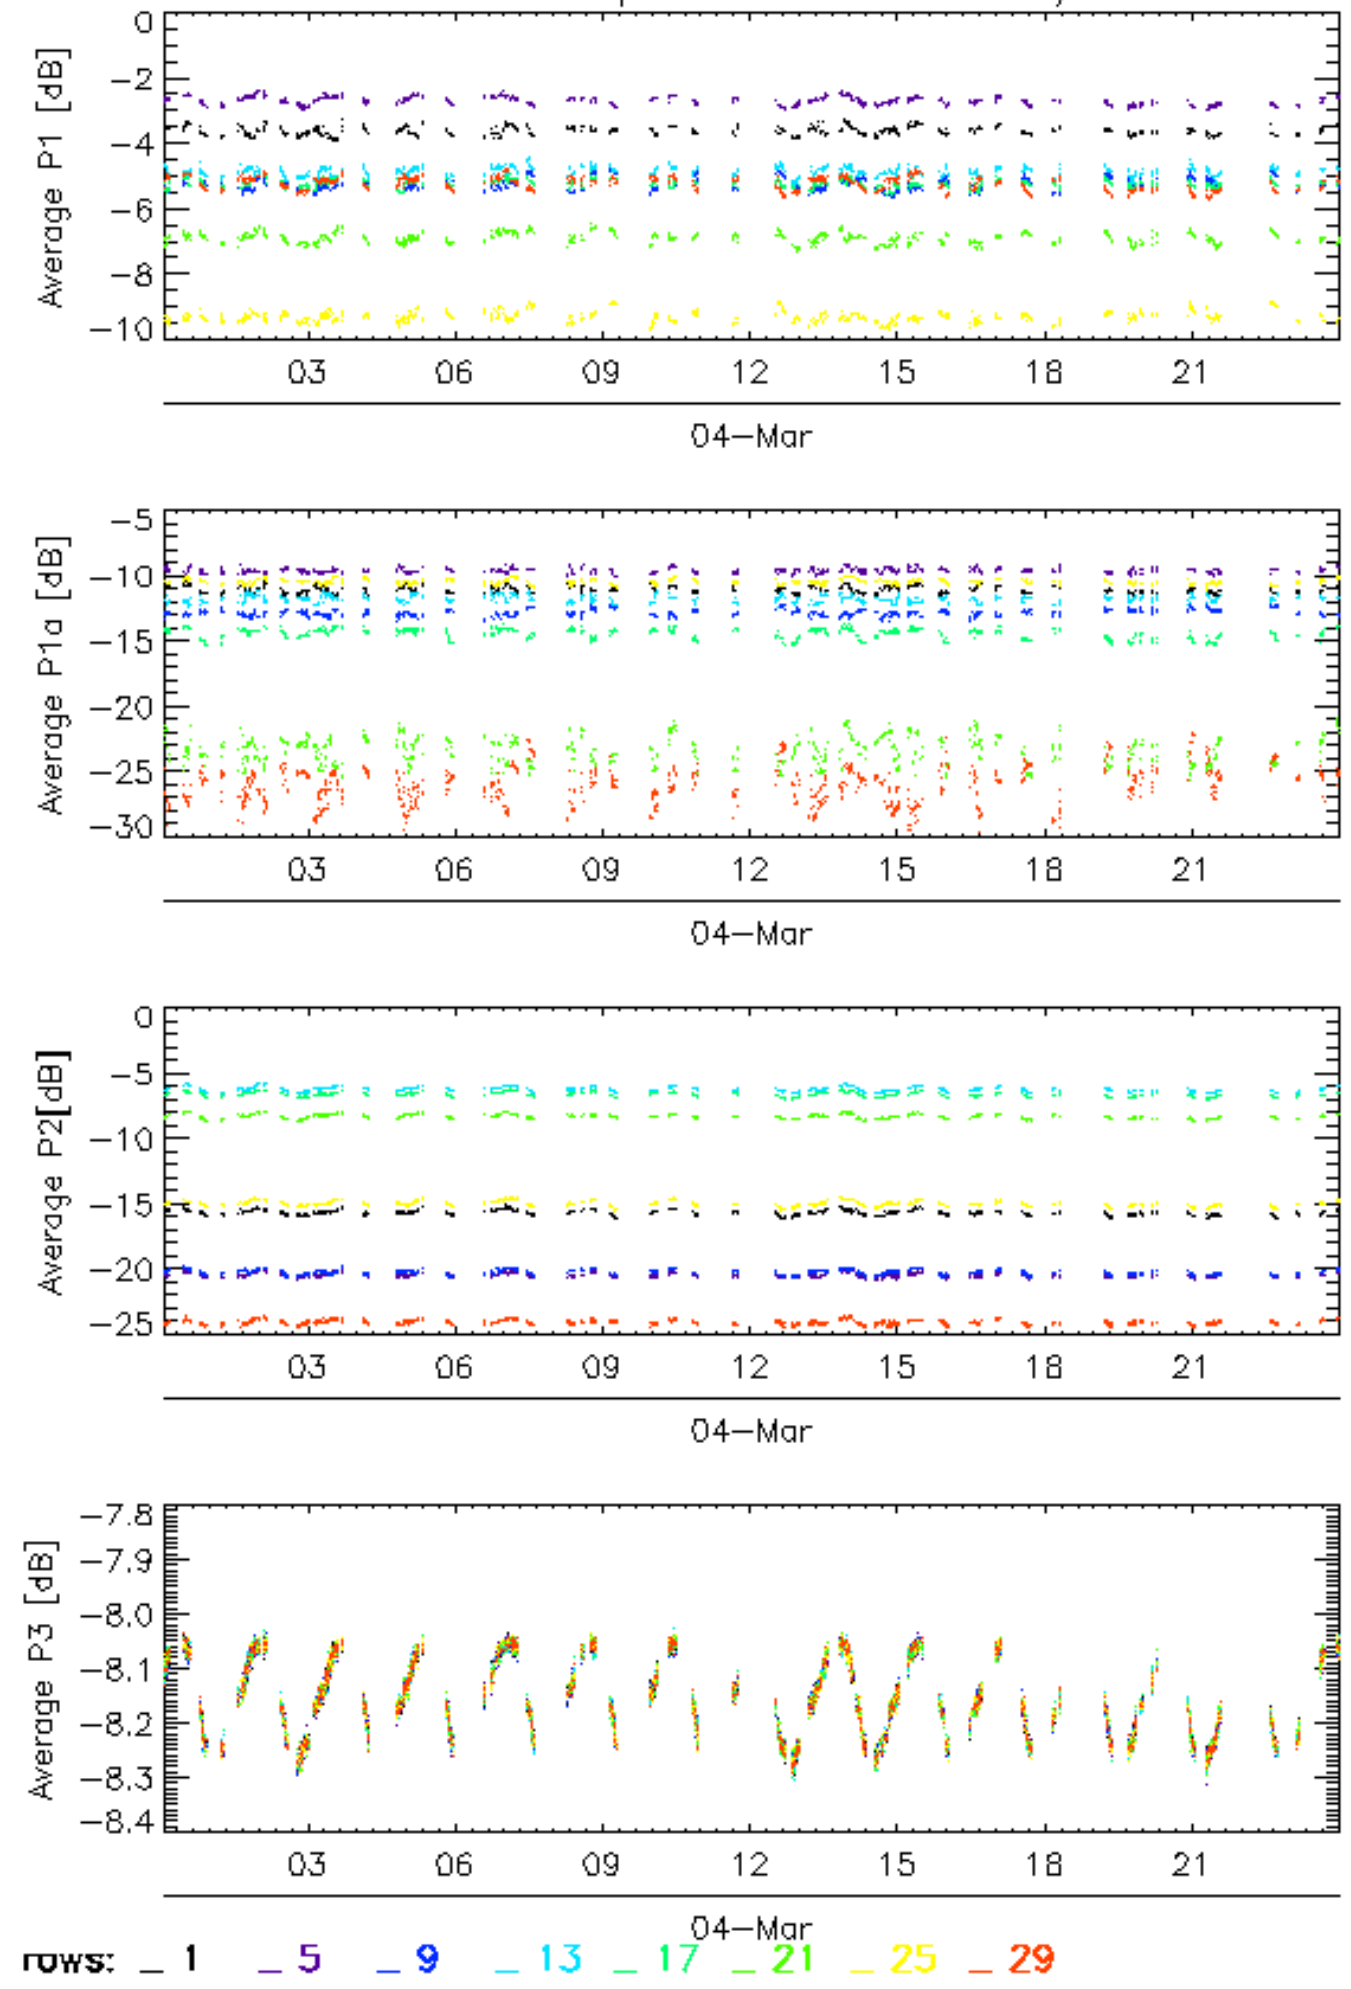 0
−2
−4
−6
−8
−10
Average P1 [dB]
03 06 09 12 15 18 21
04−Mar
−5
−10
−15
−20
−25
−30
Average P1a [dB]
03 06 09 12 15 18 21
04−Mar
0
−5
−10
−15
−20
−25
Average P2[dB]
03 06 09 12 15 18 21
04−Mar
−7.8
−7.9
−8.0
−8.1
−8.2
−8.3
−8.4
Average P3 [dB]
03 06 09 12 15 18 21
04−Mar
rows: _ 1 _ 5 _ 9 _ 13 _ 17 _ 21 _ 25 _ 29